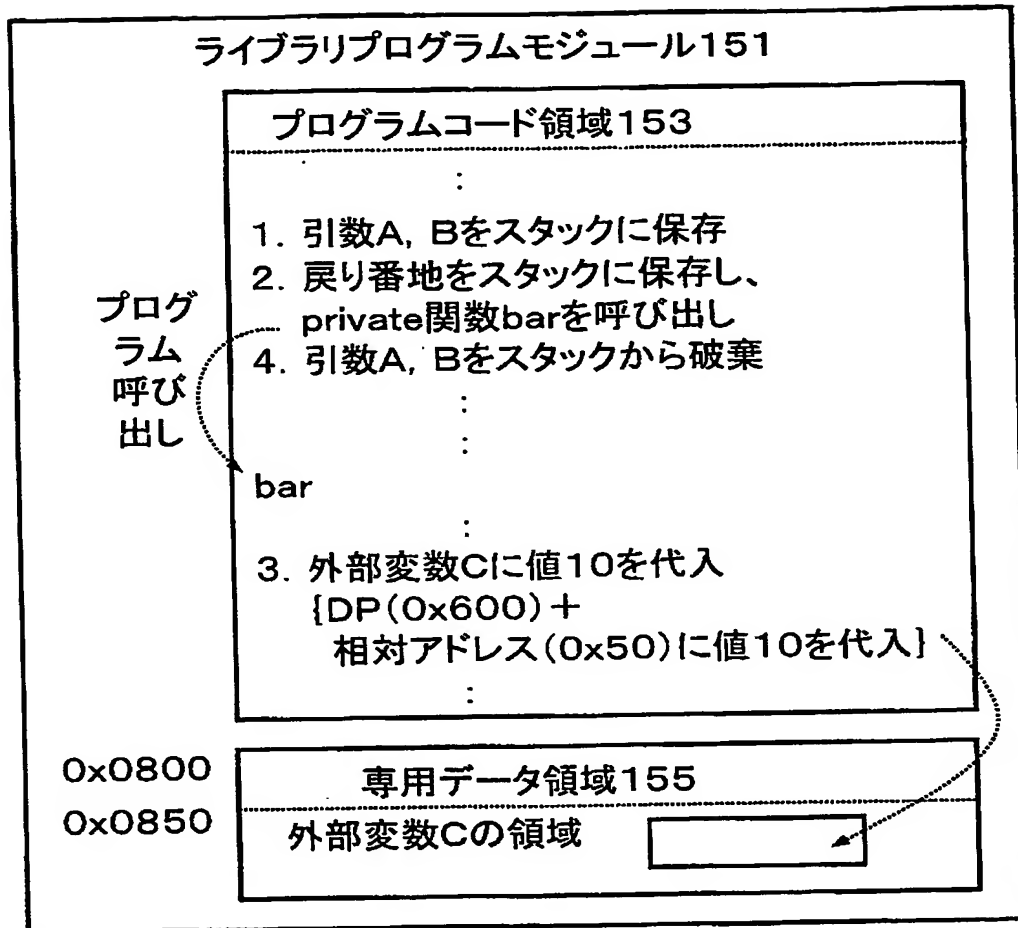 ライブラリプログラムモジュール151
プログラムコード領域153
:
1. 引数A, Bをスタックに保存
2. 戻り番地をスタックに保存し、
private関数barを呼び出し
4. 引数A, Bをスタックから破棄
:
:
プログ
ラム
呼び
出し
bar
:
3. 外部変数Cに値10を代入
{DP(0x600)+
相対アドレス(0x50)に値10を代入}
:
0x0800
専用データ領域155
0x0850
外部変数Cの領域